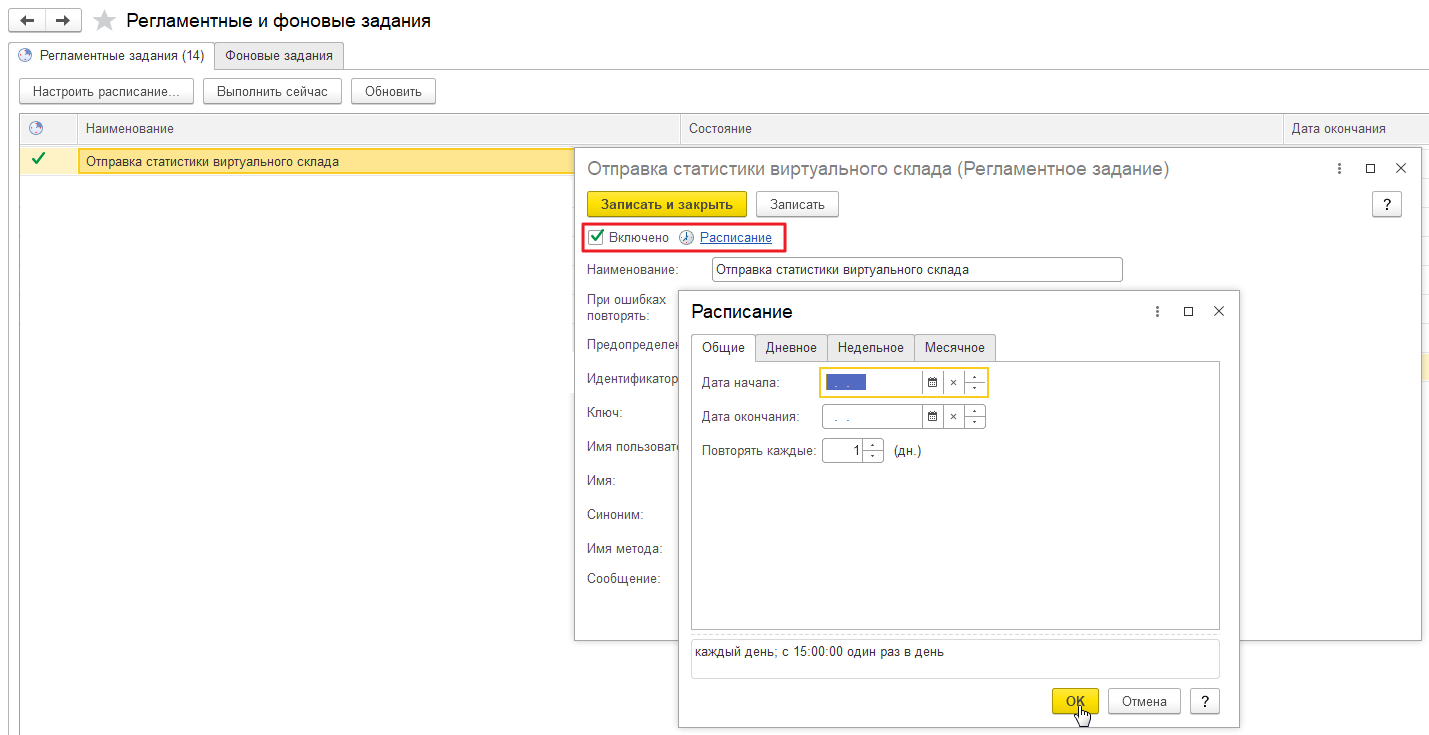 Регламентные и фоновые задания
Регламентные задания (14)
Фоновые задания
Настроить расписание...
Выполнить сейчас
Обновить
Наименование
Состояние
Дата окончания
Отправка статистики виртуального склада
Отправка статистики виртуального склада (Регламентное задание)
Записать и закрыть
Записать
?
Включено
Расписание
Наименование:
Отправка статистики виртуального склада
При ошибках
повторять:
Предопределен
Идентификатор
Ключ:
Имя пользоват
Имя:
Синоним:
Имя метода:
Сообщение:
Расписание
Общие
Дневное
Недельное
Месячное
Дата начала:
. .
Дата окончания:
. .
Повторять каждые:
1
(дн.)
каждый день; с 15:00:00 один раз в день
OK
Отмена
?